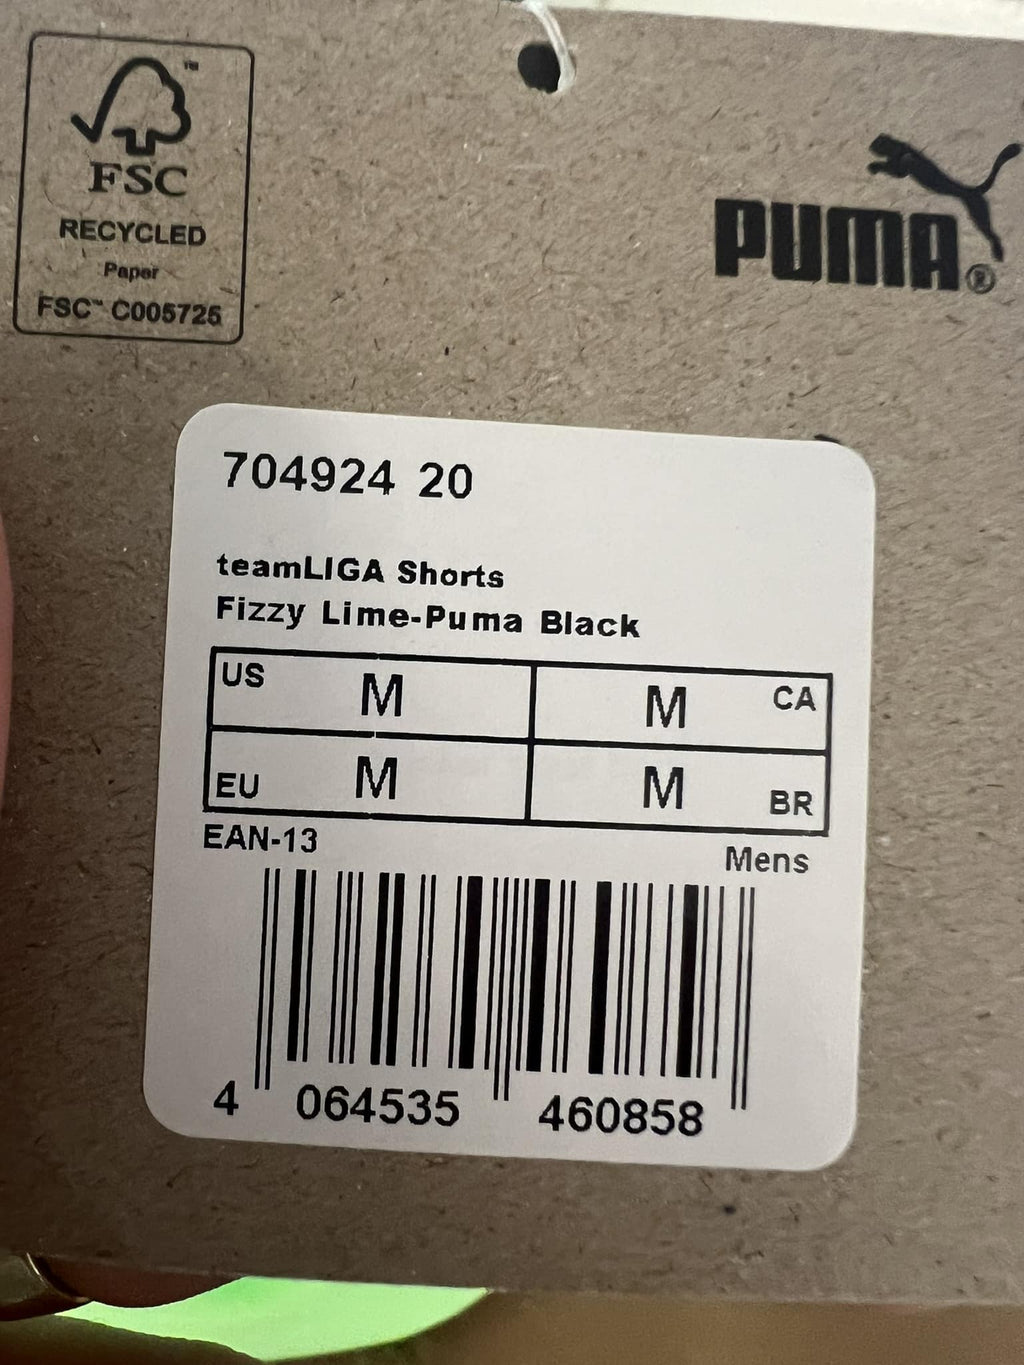 FSC™
RECYCLED
Paper
FSC™ C005725
PUMA®
704924 20
teamLIGA Shorts
Fizzy Lime-Puma Black
US M M CA
EU M M BR
EAN-13
Mens
4 064535 460858